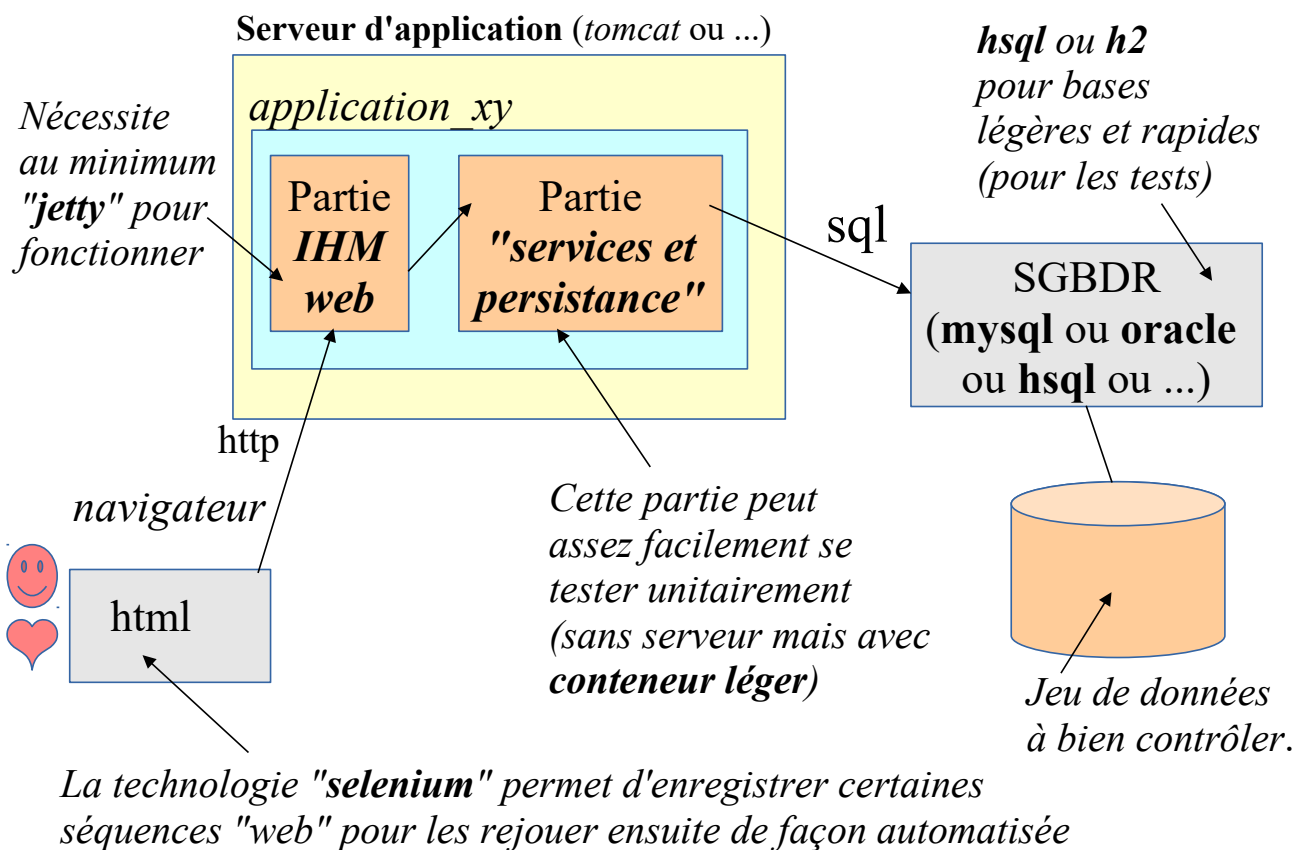 Serveur d'application (tomcat ou ...)
hsql ou h2
pour bases
légères et rapides
(pour les tests)
Nécessite
au minimum
"jetty" pour
fonctionner
application_xy
Partie
IHM
web
Partie
"services et
persistance"
sql
SGBDR
(mysql ou oracle
ou hsql ou ...)
http
navigateur
html
Cette partie peut
assez facilement se
tester unitairement
(sans serveur mais avec
conteneur léger)
Jeu de données
à bien contrôler.
La technologie "selenium" permet d'enregistrer certaines
séquences "web" pour les rejouer ensuite de façon automatisée